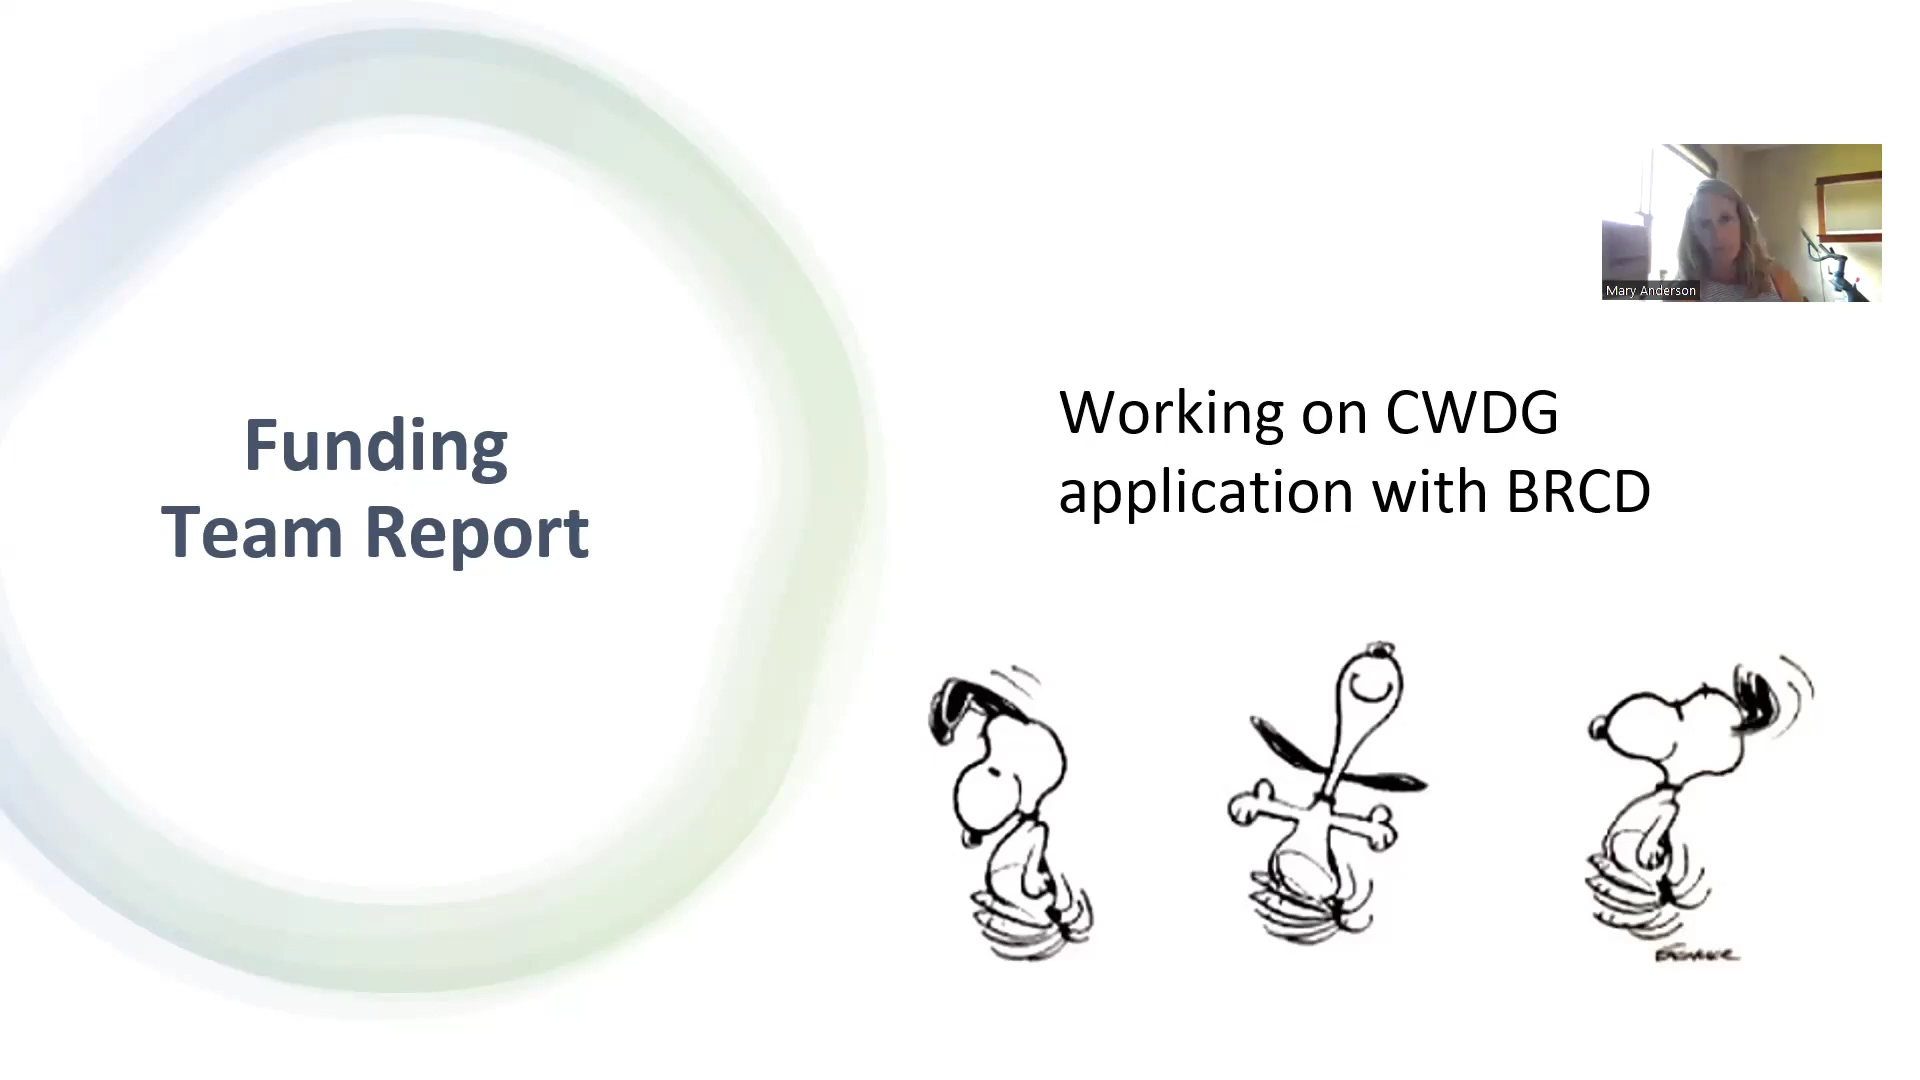 Mary Anderson
Working on CWDG
application with BRCD
Funding
Team Report